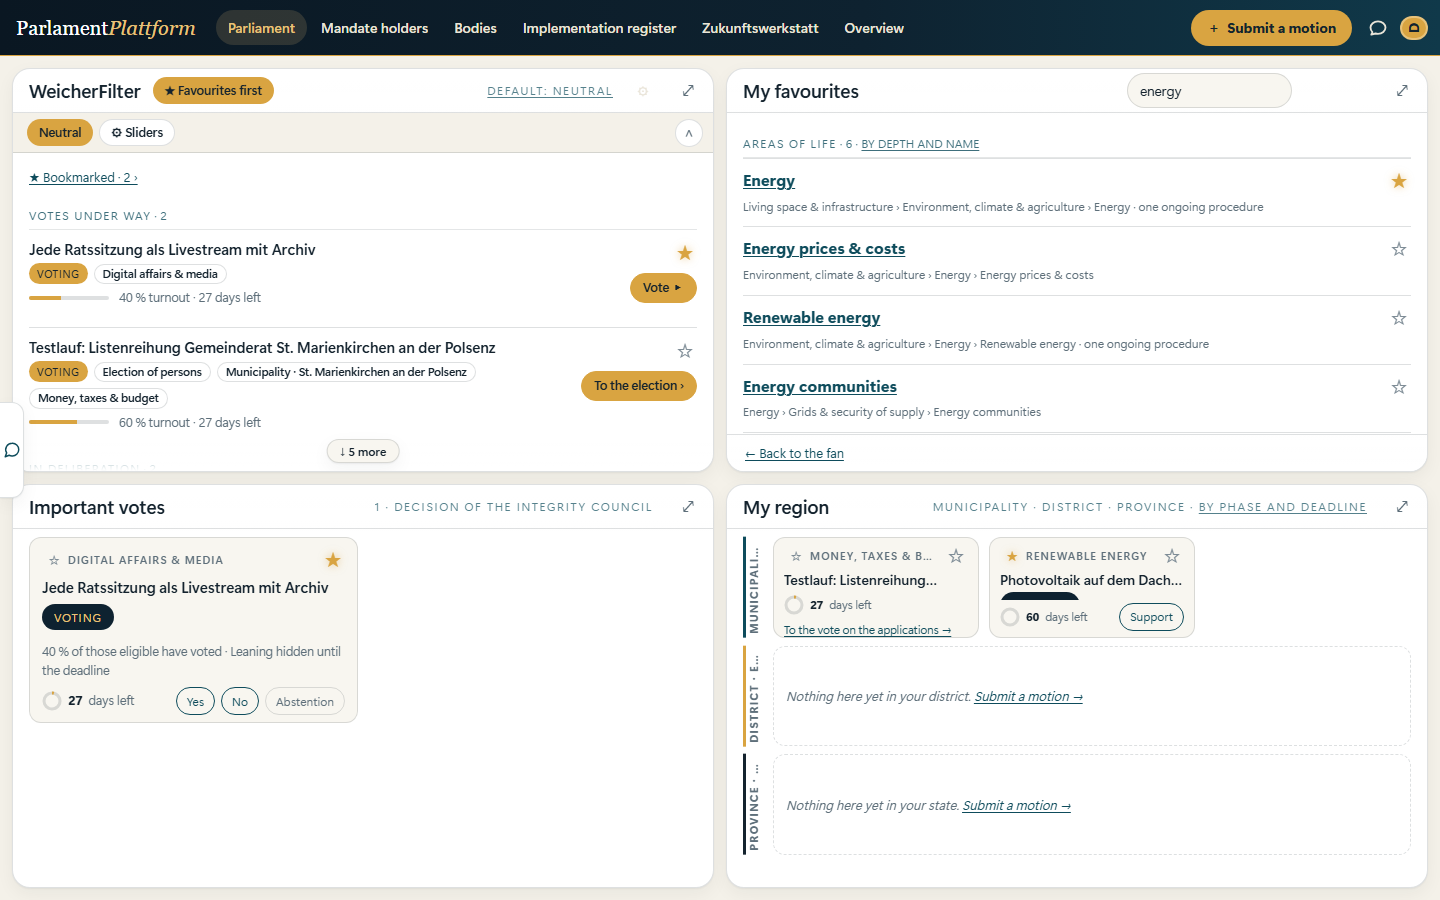 ParlamentPlattform
Parliament
Mandate holders
Bodies
Implementation register
Zukunftswerkstatt
Overview
+ Submit a motion
D
WeicherFilter
★ Favourites first
DEFAULT: NEUTRAL
Neutral
⚙ Sliders
★ Bookmarked · 2 ›
VOTES UNDER WAY · 2
Jede Ratssitzung als Livestream mit Archiv
VOTING
Digital affairs & media
40 % turnout · 27 days left
Vote ▸
Testlauf: Listenreihung Gemeinderat St. Marienkirchen an der Polsenz
VOTING
Election of persons
Municipality · St. Marienkirchen an der Polsenz
Money, taxes & budget
60 % turnout · 27 days left
To the election ›
↓ 5 more
IN DELIBERATION · 2
My favourites
energy
AREAS OF LIFE · 6 · BY DEPTH AND NAME
Energy
Living space & infrastructure › Environment, climate & agriculture › Energy · one ongoing procedure
Energy prices & costs
Environment, climate & agriculture › Energy › Energy prices & costs
Renewable energy
Environment, climate & agriculture › Energy › Renewable energy · one ongoing procedure
Energy communities
Energy › Grids & security of supply › Energy communities
← Back to the fan
Important votes
1 · DECISION OF THE INTEGRITY COUNCIL
☆ DIGITAL AFFAIRS & MEDIA
Jede Ratssitzung als Livestream mit Archiv
VOTING
40 % of those eligible have voted · Leaning hidden until
the deadline
27 days left
Yes
No
Abstention
My region
MUNICIPALITY · DISTRICT · PROVINCE · BY PHASE AND DEADLINE
MUNICIPALI…
☆ MONEY, TAXES & B…
Testlauf: Listenreihung…
27 days left
To the vote on the applications →
★ RENEWABLE ENERGY
Photovoltaik auf dem Dach…
60 days left
Support
DISTRICT · E…
Nothing here yet in your district. Submit a motion →
PROVINCE · …
Nothing here yet in your state. Submit a motion →